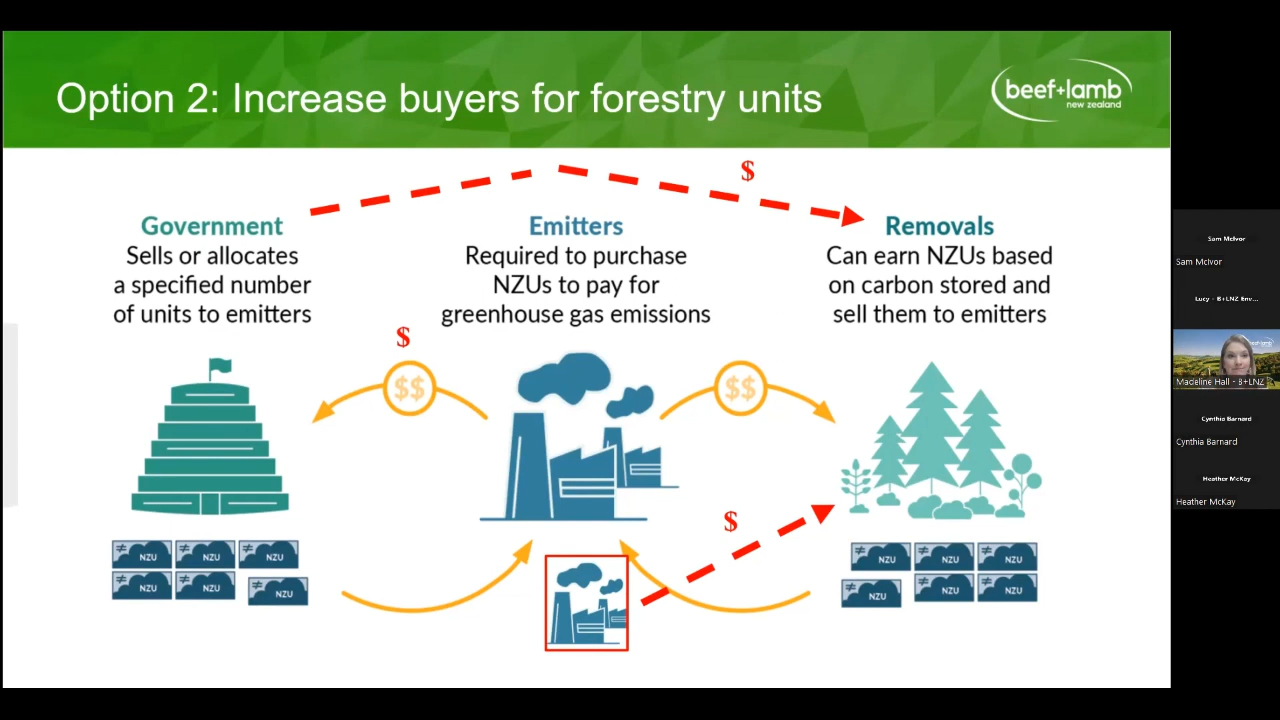 Option 2: Increase buyers for forestry units
beef+lamb
new zealand
$
Government
Sells or allocates
a specified number
of units to emitters
Emitters
Required to purchase
NZUs to pay for
greenhouse gas emissions
Removals
Can earn NZUs based
on carbon stored and
sell them to emitters
$
$$
$$
$
NZU
NZU
NZU
NZU
NZU
NZU
NZU
NZU
NZU
NZU
NZU
NZU
Sam McIvor
Sam McIvor
Lucy - B+LNZ Env...
Madeline Hall - B+LNZ
Cynthia Barnard
Cynthia Barnard
Heather McKay
Heather McKay